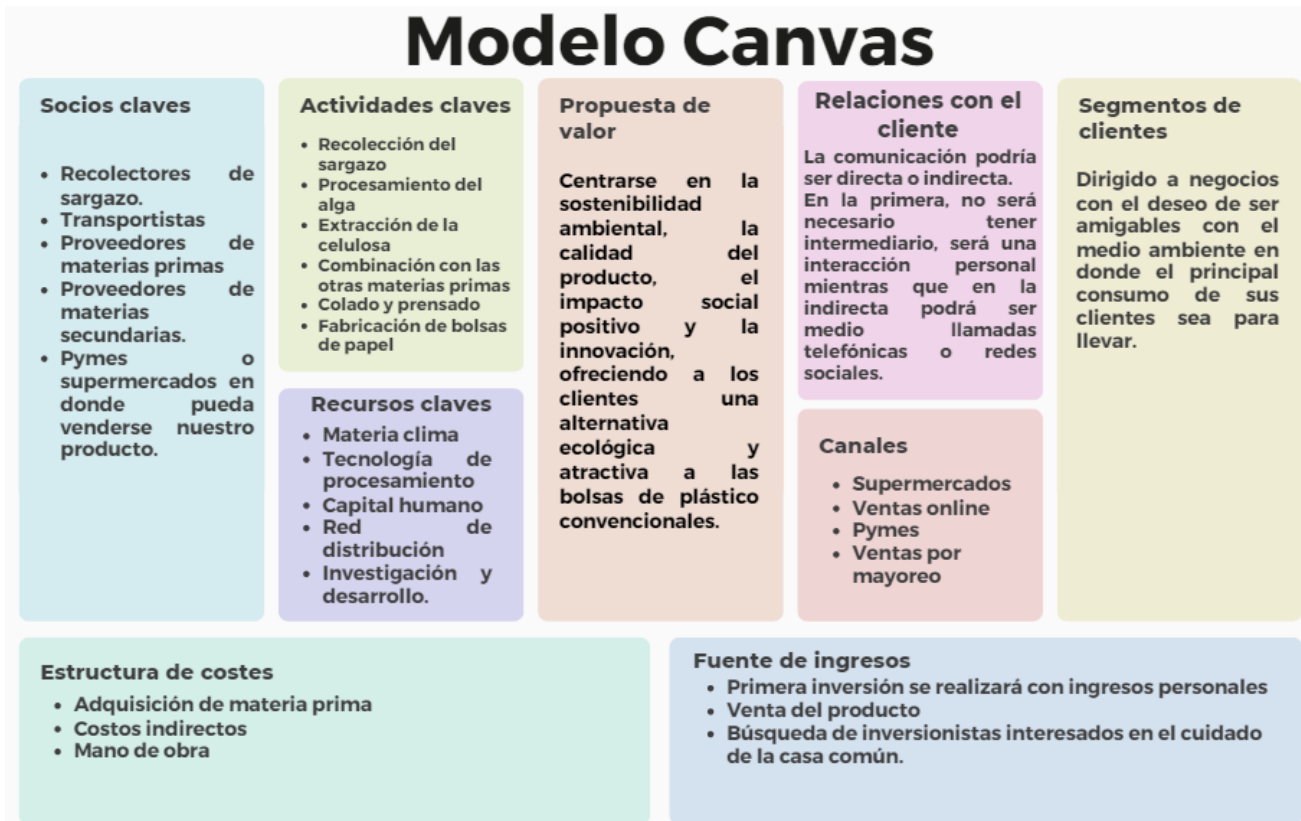 Modelo Canvas
Socios claves
• Recolectores de
sargazo.
• Transportistas
• Proveedores de
materias primas
• Proveedores de
materias
secundarias.
• Pymes o
supermercados en
donde pueda
venderse nuestro
producto.
Actividades claves
• Recolección del
sargazo
• Procesamiento del
alga
• Extracción de la
celulosa
• Combinación con las
otras materias primas
• Colado y prensado
• Fabricación de bolsas
de papel
Recursos claves
• Materia clima
• Tecnología de
procesamiento
• Capital humano
• Red de
distribución
• Investigación y
desarrollo.
Propuesta de
valor
Centrarse en la
sostenibilidad
ambiental, la
calidad del
producto, el
impacto social
positivo y la
innovación,
ofreciendo a los
clientes una
alternativa
ecológica y
atractiva a las
bolsas de plástico
convencionales.
Relaciones con el
cliente
La comunicación podría
ser directa o indirecta.
En la primera, no será
necesario tener
intermediario, será una
interacción personal
mientras que en la
indirecta podrá ser
medio llamadas
telefónicas o redes
sociales.
Canales
• Supermercados
• Ventas online
• Pymes
• Ventas por
mayoreo
Segmentos de
clientes
Dirigido a negocios
con el deseo de ser
amigables con el
medio ambiente en
donde el principal
consumo de sus
clientes sea para
llevar.
Estructura de costes
• Adquisición de materia prima
• Costos indirectos
• Mano de obra
Fuente de ingresos
• Primera inversión se realizará con ingresos personales
• Venta del producto
• Búsqueda de inversionistas interesados en el cuidado
de la casa común.